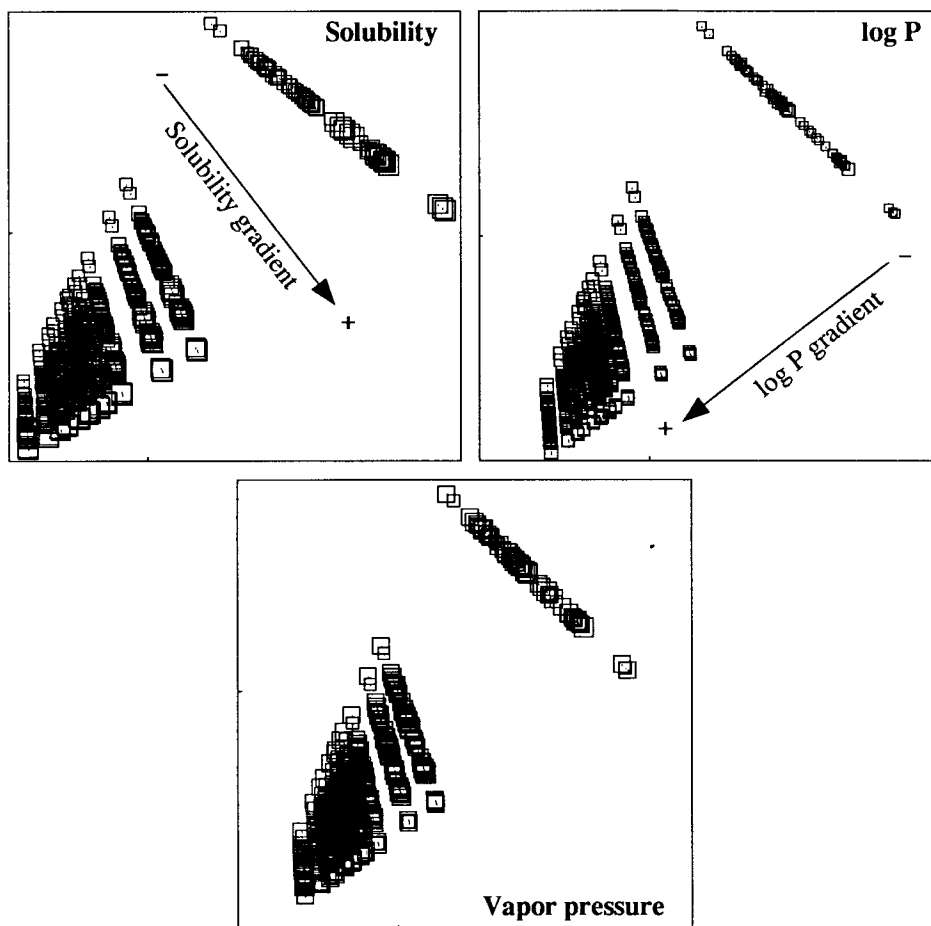 Solubility
−
Solubility gradient
+
log P
−
log P gradient
+
Vapor pressure